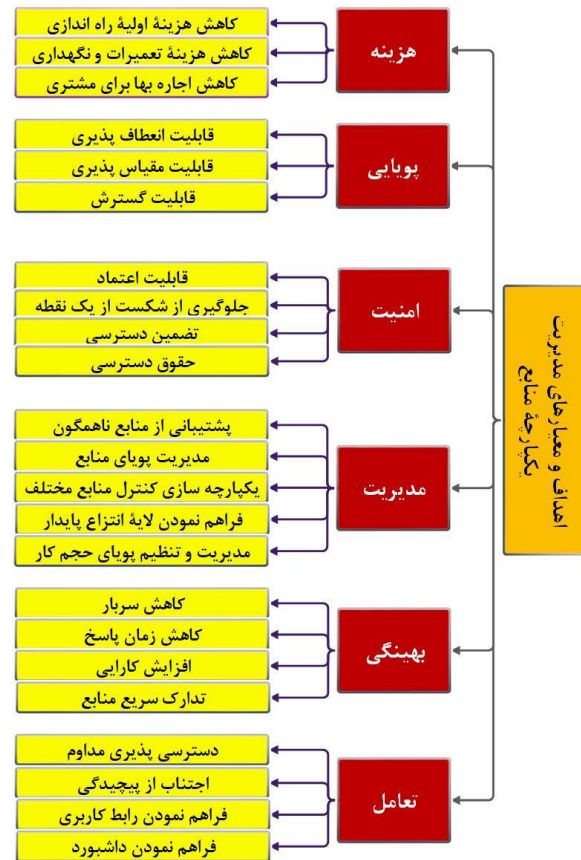 اهداف و معیارهای مدیریت
یکپارچهٔ منابع
هزینه
کاهش هزینهٔ اولیهٔ راه اندازی
کاهش هزینهٔ تعمیرات و نگهداری
کاهش اجاره بها برای مشتری
پویایی
قابلیت انعطاف پذیری
قابلیت مقیاس پذیری
قابلیت گسترش
امنیت
قابلیت اعتماد
جلوگیری از شکست از یک نقطه
تضمین دسترسی
حقوق دسترسی
مدیریت
پشتیبانی از منابع ناهمگون
مدیریت پویای منابع
یکپارچه سازی کنترل منابع مختلف
فراهم نمودن لایهٔ انتزاع پایدار
مدیریت و تنظیم پویای حجم کار
بهینگی
کاهش سربار
کاهش زمان پاسخ
افزایش کارایی
تدارک سریع منابع
تعامل
دسترسی پذیری مداوم
اجتناب از پیچیدگی
فراهم نمودن رابط کاربری
فراهم نمودن داشبورد